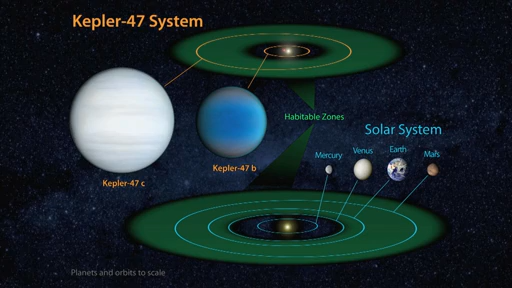 Kepler-47 System
Habitable Zones
Solar System
Kepler-47 c
Kepler-47 b
Mercury
Venus
Earth
Mars
Planets and orbits to scale